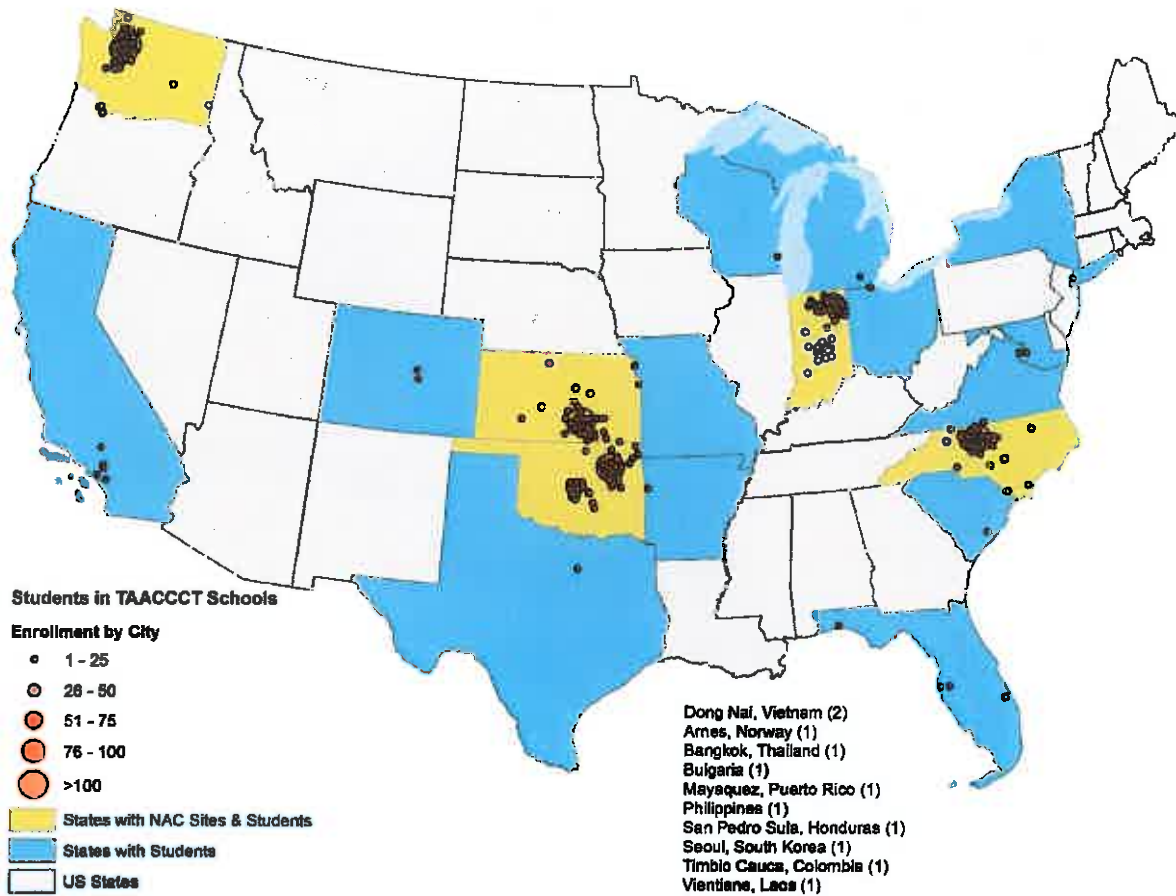 Students in TAACCCT Schools
Enrollment by City
1 - 25
26 - 50
51 - 75
76 - 100
>100
States with NAC Sites & Students
States with Students
US States
Dong Nai, Vietnam (2)
Arnes, Norway (1)
Bangkok, Thailand (1)
Bulgaria (1)
Mayaquez, Puerto Rico (1)
Philippines (1)
San Pedro Sula, Honduras (1)
Seoul, South Korea (1)
Timbio Cauca, Colombia (1)
Vientiane, Laos (1)